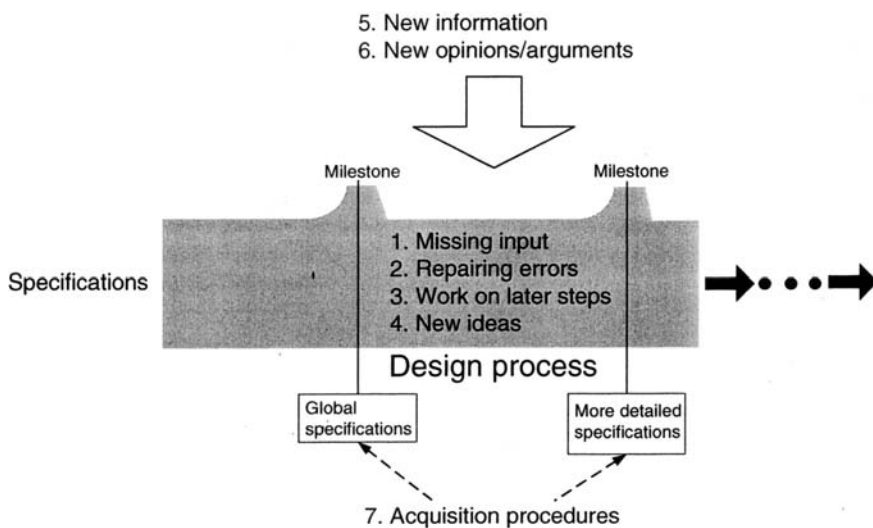 5. New information
6. New opinions/arguments
Milestone
Milestone
Specifications
1. Missing input
2. Repairing errors
3. Work on later steps
4. New ideas
Design process
Global
specifications
More detailed
specifications
7. Acquisition procedures